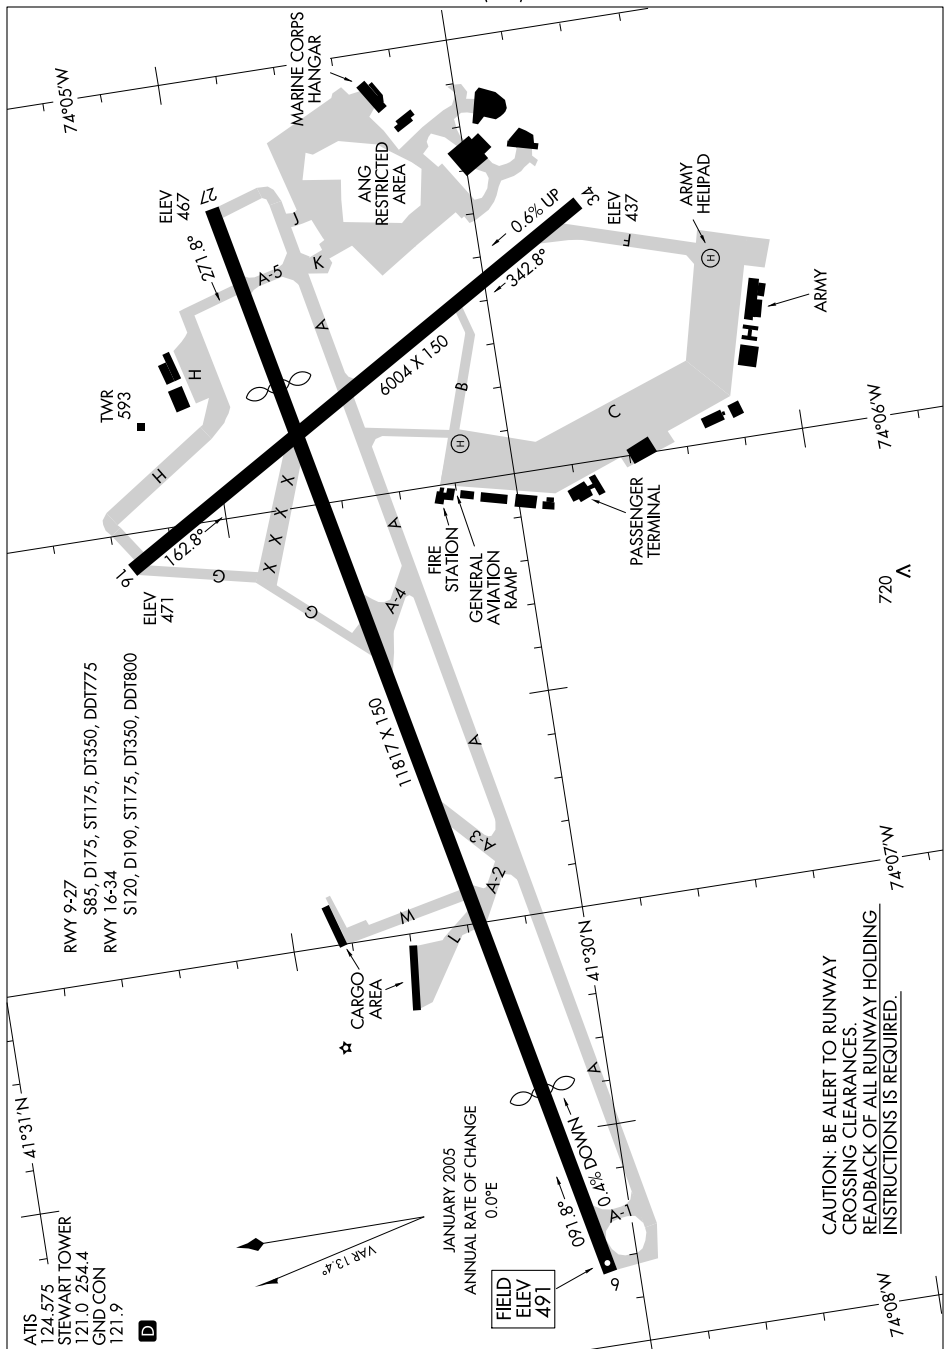 ATIS
124.575
STEWART TOWER
121.0 254.4
GND CON
121.9
D
41°31'N
74°05'W
MARINE CORPS
HANGAR
ANG
RESTRICTED
AREA
ELEV
467
27
271.8°
J
K
A-5
A
H
TWR
593
H
0.6% UP
342.8°
34
ELEV
437
F
ARMY
HELIPAD
H
ARMY
6004 X 150
B
C
H
74°06'W
16
162.8°
ELEV
471
G
G
X X X X
A
A-4
FIRE
STATION
GENERAL
AVIATION
RAMP
PASSENGER
TERMINAL
720
RWY 9-27
S85, D175, ST175, DT350, DDT775
RWY 16-34
S120, D190, ST175, DT350, DDT800
11817 X 150
A
A-3
A-2
W
L
CARGO
AREA
41°30'N
74°07'W
A
0.4% DOWN
091.8°
A-1
9
FIELD
ELEV
491
VAR 13.4°
JANUARY 2005
ANNUAL RATE OF CHANGE
0.0°E
CAUTION: BE ALERT TO RUNWAY
CROSSING CLEARANCES.
READBACK OF ALL RUNWAY HOLDING
INSTRUCTIONS IS REQUIRED.
74°08'W